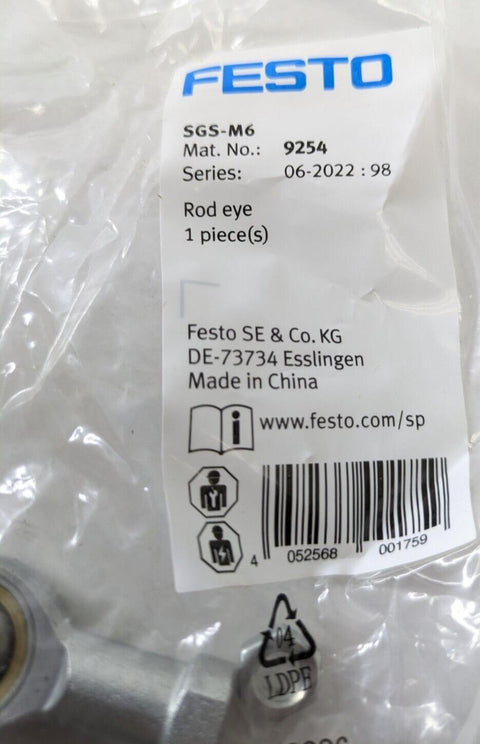 FESTO
SGS-M6
Mat. No.: 9254
Series: 06-2022 : 98
Rod eye
1 piece(s)
Festo SE & Co. KG
DE-73734 Esslingen
Made in China
www.festo.com/sp
4 052568 001759
04
LDPE